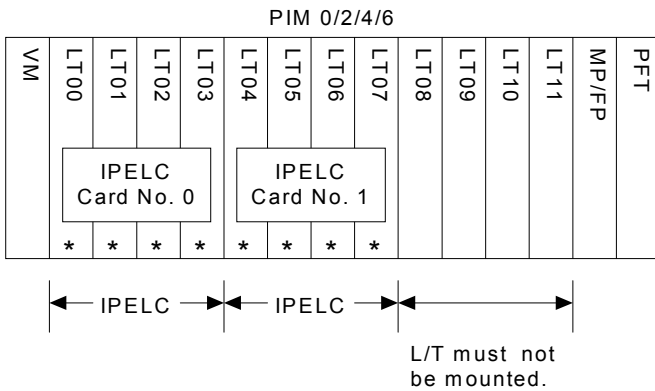 PIM 0/2/4/6
VM LT00 LT01 LT02 LT03 LT04 LT05 LT06 LT07 LT08 LT09 LT10 LT11 MP/FP PFT
IPELC IPELC
Card No. 0 Card No. 1
* * * * * * * *
IPELC IPELC
L/T must not
be mounted.